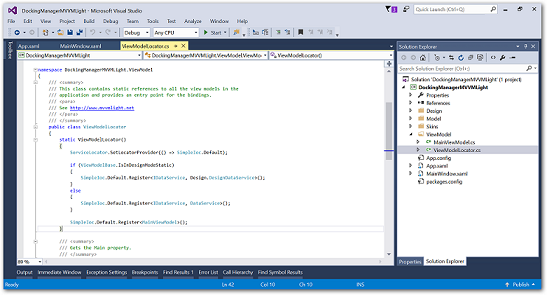 DockingManagerMVVMLight - Microsoft Visual Studio
Quick Launch (Ctrl+Q)
File Edit View Project Build Debug Team Tools Test Analyze Window Help
Sign in
Debug Any CPU Start
Toolbox
App.xaml MainWindow.xaml ViewModelLocator.cs
DockingManagerMVVMLight DockingManagerMVVMLight.ViewModel.ViewMo ViewModelLocator()
namespace DockingManagerMVVMLight.ViewModel
{
/// <summary>
/// This class contains static references to all the view models in the
/// application and provides an entry point for the bindings.
/// <para>
/// See http://www.mvvmlight.net
/// </para>
/// </summary>
public class ViewModelLocator
{
static ViewModelLocator()
{
ServiceLocator.SetLocatorProvider(() => SimpleIoc.Default);
if (ViewModelBase.IsInDesignModeStatic)
{
SimpleIoc.Default.Register<IDataService, Design.DesignDataService>();
}
else
{
SimpleIoc.Default.Register<IDataService, DataService>();
}
SimpleIoc.Default.Register<MainViewModel>();
}
/// <summary>
/// Gets the Main property.
/// </summary>
Solution Explorer
Search Solution Explorer (Ctrl+;)
Solution 'DockingManagerMVVMLight' (1 project)
DockingManagerMVVMLight
Properties
References
Design
Model
Skins
ViewModel
MainViewModel.cs
ViewModelLocator.cs
App.config
App.xaml
MainWindow.xaml
packages.config
Properties Solution Explorer
Output Immediate Window Exception Settings Breakpoints Find Results 1 Error List Call Hierarchy Find Symbol Results
Ready Ln 42 Col 10 Ch 10 INS Publish